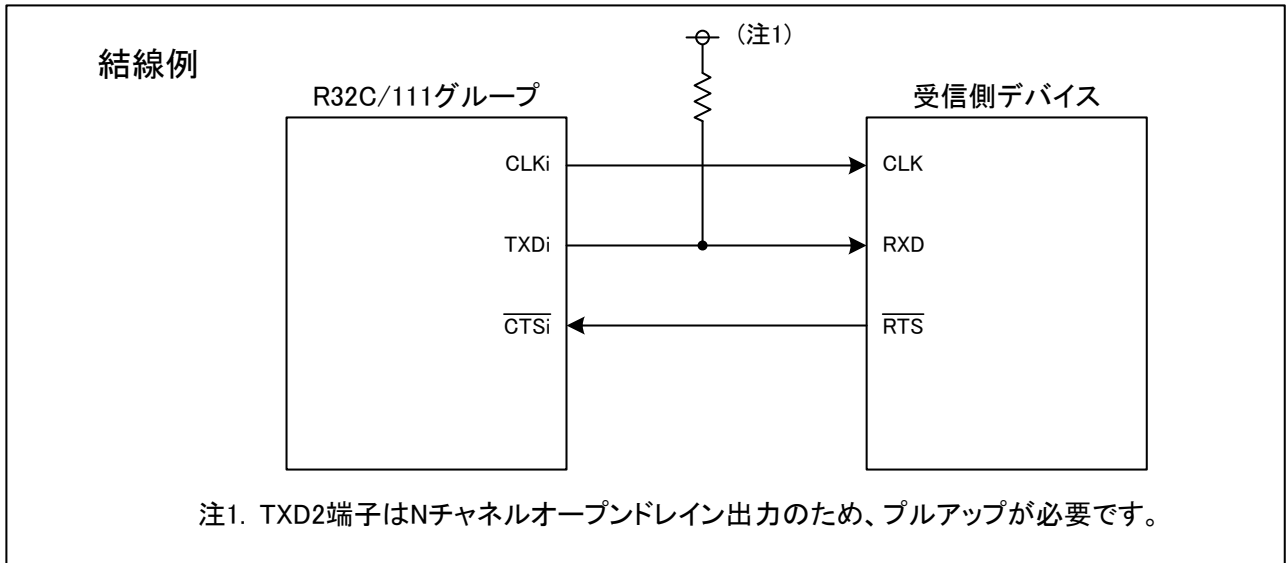 結線例
(注1)
R32C/111グループ
受信側デバイス
CLKi
CLK
TXDi
RXD
CTSi
RTS
注1. TXD2端子はNチャネルオープンドレイン出力のため、プルアップが必要です。